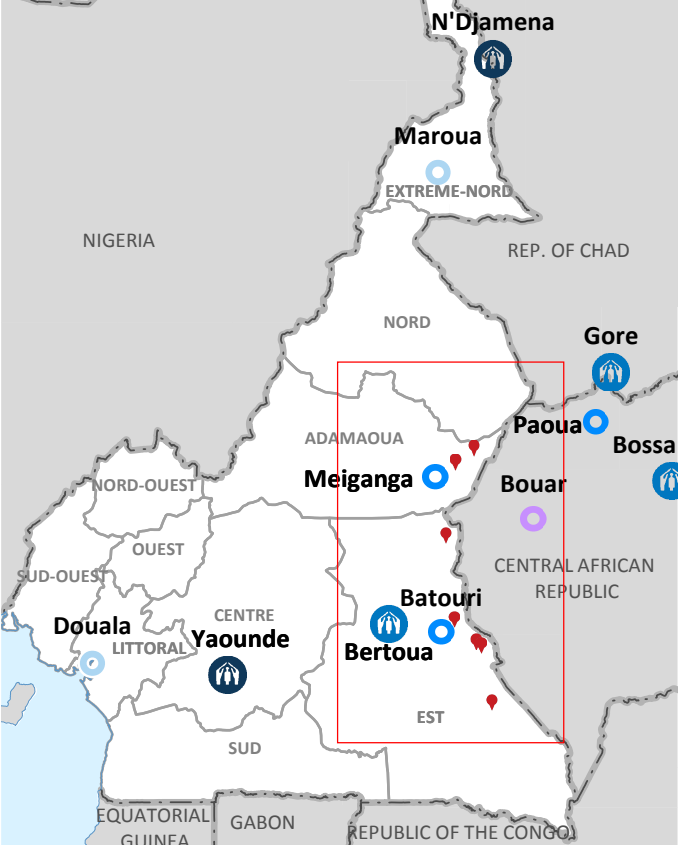 N'Djamena
Maroua
EXTREME-NORD
NIGERIA
REP. OF CHAD
NORD
Gore
ADAMAOUA
Paoua
Bossa
Meiganga
Bouar
NORD-OUEST
OUEST
CENTRAL AFRICAN
REPUBLIC
SUD-OUEST
Batouri
CENTRE
Douala
Yaounde
LITTORAL
Bertoua
EST
SUD
EQUATORIAL
GUINEA
GABON
REPUBLIC OF THE CONGO